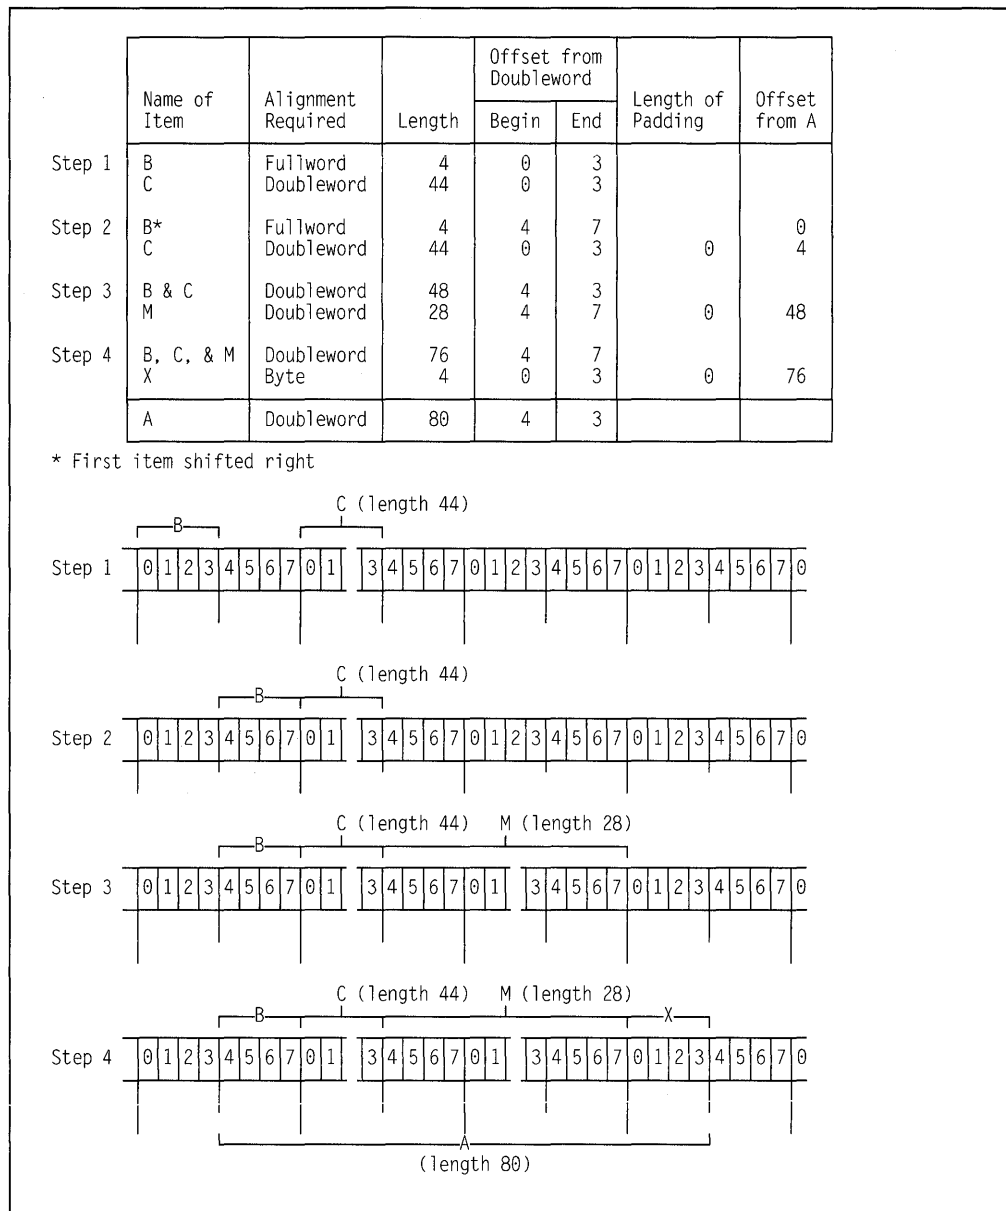 Name of Item Alignment Required Length Offset from Doubleword Begin End Length of Padding Offset from A
Step 1 B Fullword 4 0 3
C Doubleword 44 0 3
Step 2 B* Fullword 4 4 7 0
C Doubleword 44 0 3 0 4
Step 3 B & C Doubleword 48 4 3
M Doubleword 28 4 7 0 48
Step 4 B, C, & M Doubleword 76 4 7
X Byte 4 0 3 0 76
A Doubleword 80 4 3
* First item shifted right
C (length 44)
B
Step 1 0 1 2 3 4 5 6 7 0 1 3 4 5 6 7 0 1 2 3 4 5 6 7 0 1 2 3 4 5 6 7 0
C (length 44)
B
Step 2 0 1 2 3 4 5 6 7 0 1 3 4 5 6 7 0 1 2 3 4 5 6 7 0 1 2 3 4 5 6 7 0
C (length 44) M (length 28)
B
Step 3 0 1 2 3 4 5 6 7 0 1 3 4 5 6 7 0 1 3 4 5 6 7 0 1 2 3 4 5 6 7 0
C (length 44) M (length 28)
B X
Step 4 0 1 2 3 4 5 6 7 0 1 3 4 5 6 7 0 1 3 4 5 6 7 0 1 2 3 4 5 6 7 0
A
(length 80)